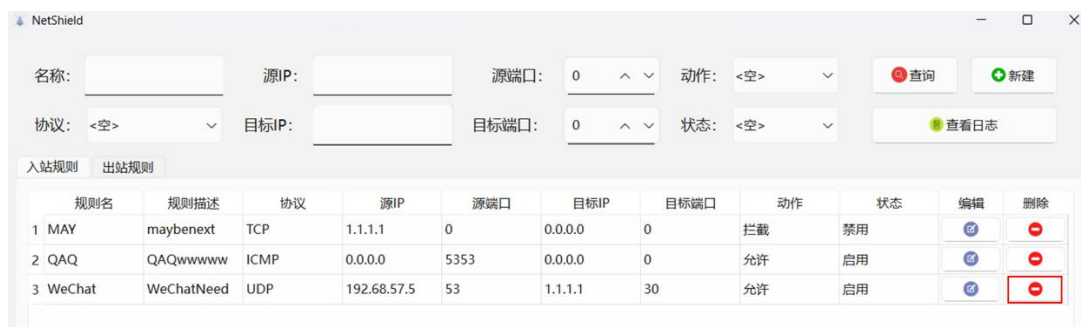 NetShield
名称: 源IP: 源端口: 0 动作: <空> 查询 新建
协议: <空> 目标IP: 目标端口: 0 状态: <空> 查看日志
入站规则 出站规则
规则名 规则描述 协议 源IP 源端口 目标IP 目标端口 动作 状态 编辑 删除
1 MAY maybenext TCP 1.1.1.1 0 0.0.0.0 0 拦截 禁用
2 QAQ QAQwwwww ICMP 0.0.0.0 5353 0.0.0.0 0 允许 启用
3 WeChat WeChatNeed UDP 192.68.57.5 53 1.1.1.1 30 允许 启用